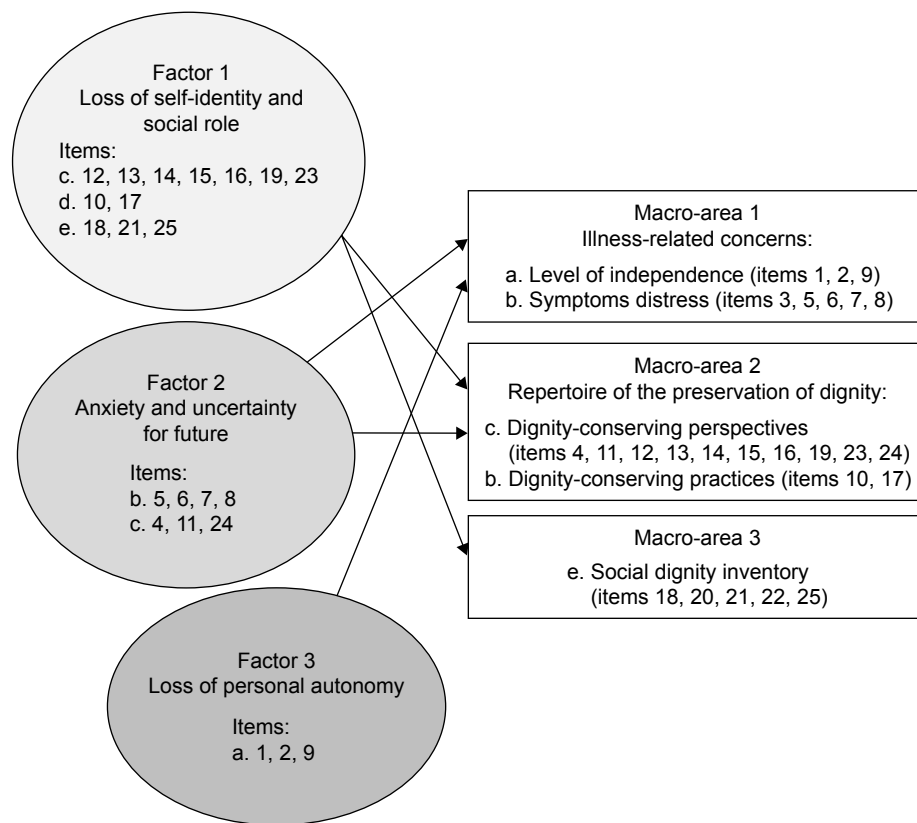 Factor 1
Loss of self-identity and
social role
Items:
c. 12, 13, 14, 15, 16, 19, 23
d. 10, 17
e. 18, 21, 25
Factor 2
Anxiety and uncertainty
for future
Items:
b. 5, 6, 7, 8
c. 4, 11, 24
Factor 3
Loss of personal autonomy
Items:
a. 1, 2, 9
Macro-area 1
Illness-related concerns:
a. Level of independence (items 1, 2, 9)
b. Symptoms distress (items 3, 5, 6, 7, 8)
Macro-area 2
Repertoire of the preservation of dignity:
c. Dignity-conserving perspectives
(items 4, 11, 12, 13, 14, 15, 16, 19, 23, 24)
b. Dignity-conserving practices (items 10, 17)
Macro-area 3
e. Social dignity inventory
(items 18, 20, 21, 22, 25)